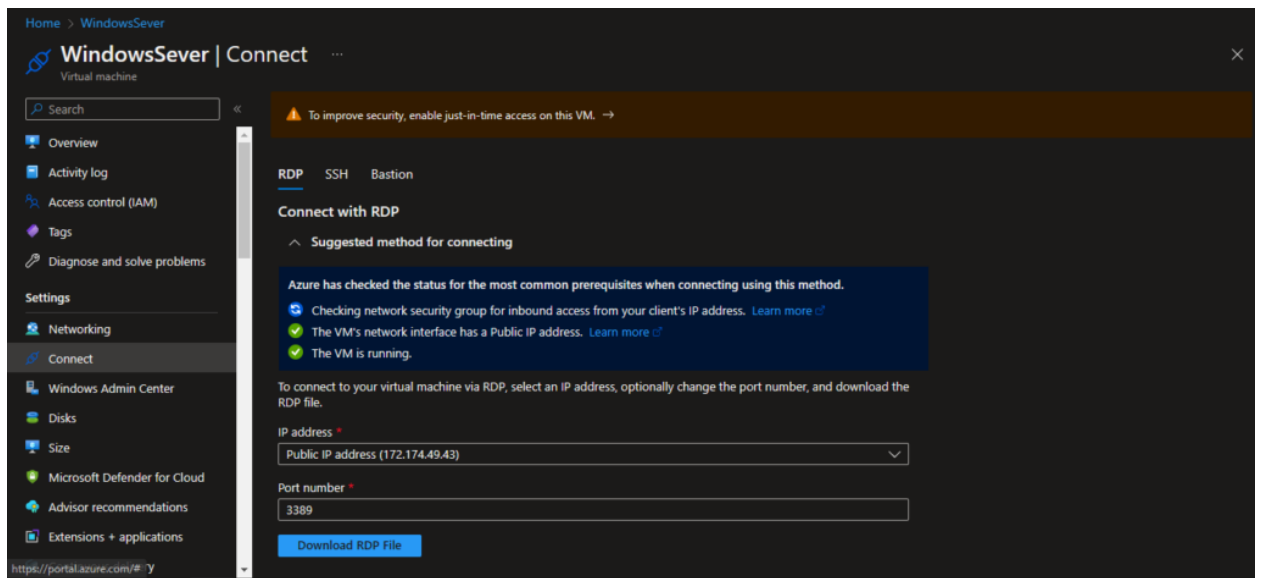 Home > WindowsSever
WindowsSever | Connect ...
Virtual machine
Search «
To improve security, enable just-in-time access on this VM. →
Overview
Activity log
Access control (IAM)
Tags
Diagnose and solve problems
Settings
Networking
Connect
Windows Admin Center
Disks
Size
Microsoft Defender for Cloud
Advisor recommendations
Extensions + applications
https://portal.azure.com/# y
RDP SSH Bastion
Connect with RDP
Suggested method for connecting
Azure has checked the status for the most common prerequisites when connecting using this method.
Checking network security group for inbound access from your client's IP address. Learn more
The VM's network interface has a Public IP address. Learn more
The VM is running.
To connect to your virtual machine via RDP, select an IP address, optionally change the port number, and download the
RDP file.
IP address *
Public IP address (172.174.49.43)
Port number *
3389
Download RDP File